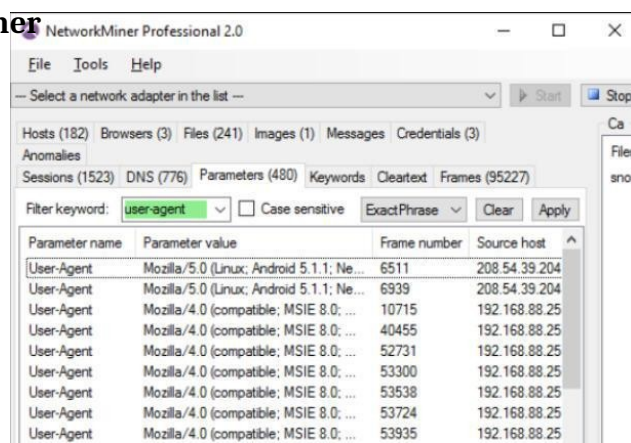 ner
NetworkMiner Professional 2.0
File Tools Help
--- Select a network adapter in the list --- Start Stop
Hosts (182) Browsers (3) Files (241) Images (1) Messages Credentials (3)
Anomalies
Sessions (1523) DNS (776) Parameters (480) Keywords Cleartext Frames (95227)
Ca
File
sno
Filter keyword: user-agent Case sensitive ExactPhrase Clear Apply
Parameter name Parameter value Frame number Source host
User-Agent Mozilla/5.0 (Linux; Android 5.1.1; Ne... 6511 208.54.39.204
User-Agent Mozilla/5.0 (Linux; Android 5.1.1; Ne... 6939 208.54.39.204
User-Agent Mozilla/4.0 (compatible; MSIE 8.0; ... 10715 192.168.88.25
User-Agent Mozilla/4.0 (compatible; MSIE 8.0; ... 40455 192.168.88.25
User-Agent Mozilla/4.0 (compatible; MSIE 8.0; ... 52731 192.168.88.25
User-Agent Mozilla/4.0 (compatible; MSIE 8.0; ... 53300 192.168.88.25
User-Agent Mozilla/4.0 (compatible; MSIE 8.0; ... 53538 192.168.88.25
User-Agent Mozilla/4.0 (compatible; MSIE 8.0; ... 53724 192.168.88.25
User-Agent Mozilla/4.0 (compatible; MSIE 8.0; ... 53935 192.168.88.25